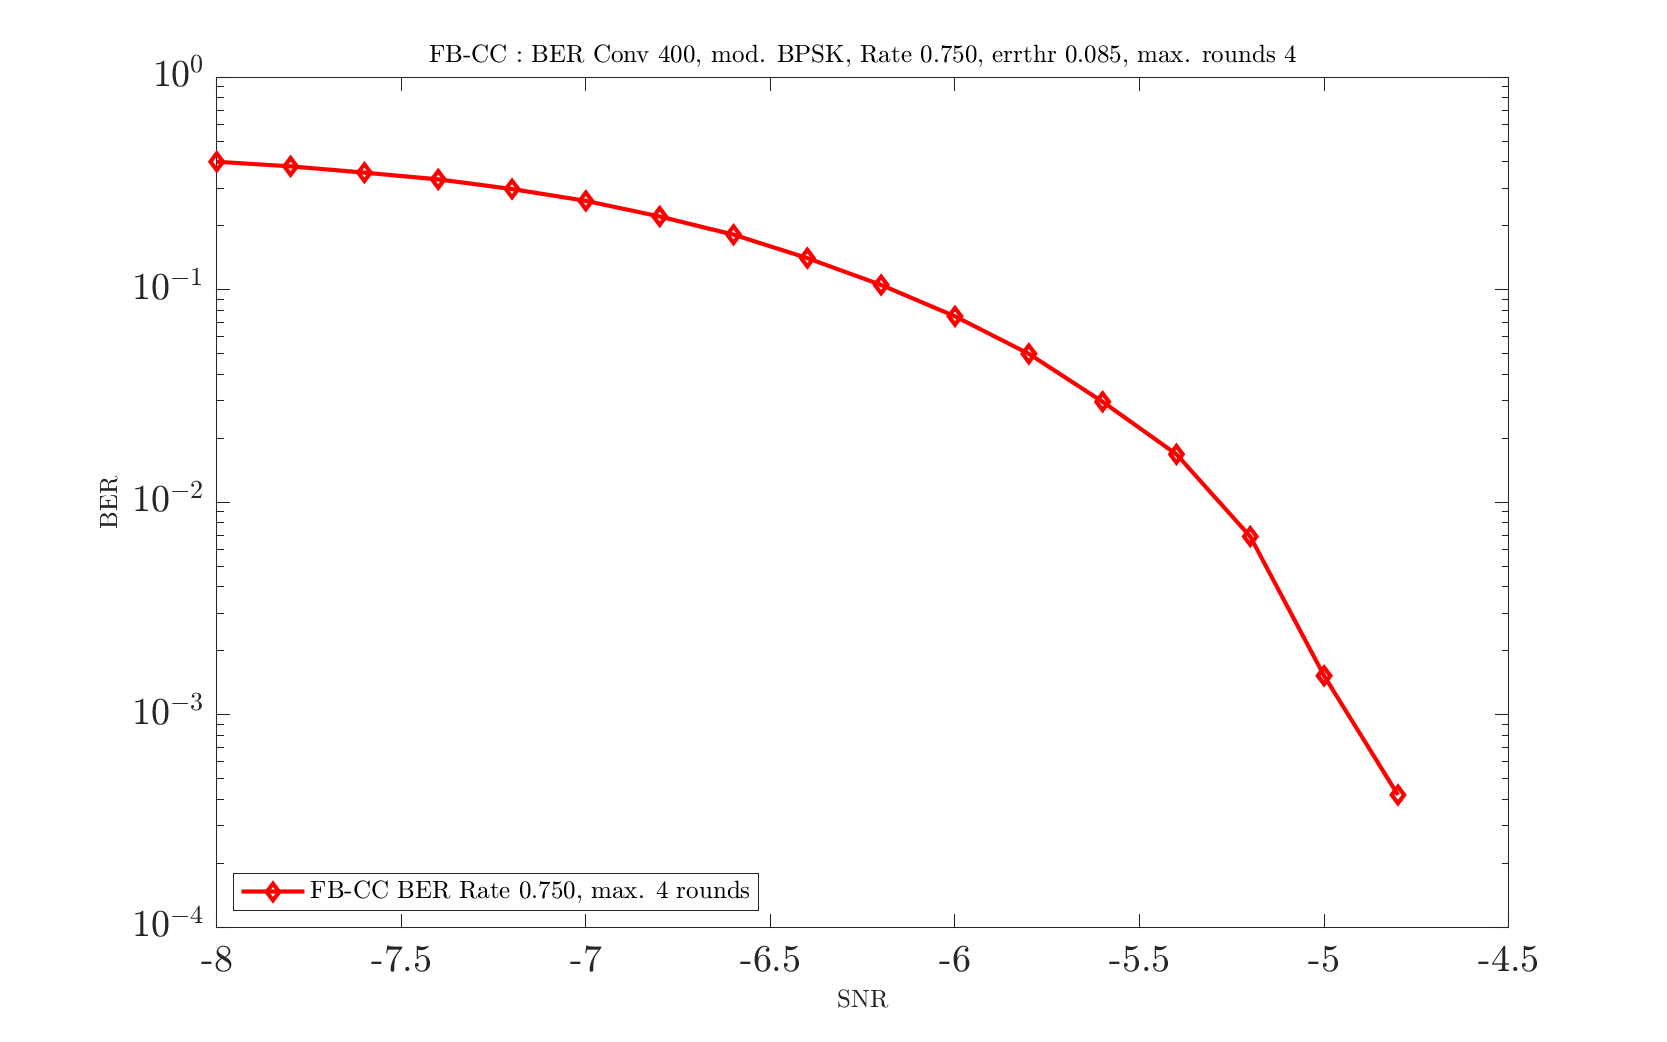 FB-CC : BER Conv 400, mod. BPSK, Rate 0.750, errthr 0.085, max. rounds 4
10^0
10^{-1}
10^{-2}
10^{-3}
10^{-4}
BER
FB-CC BER Rate 0.750, max. 4 rounds
-8 -7.5 -7 -6.5 -6 -5.5 -5 -4.5
SNR